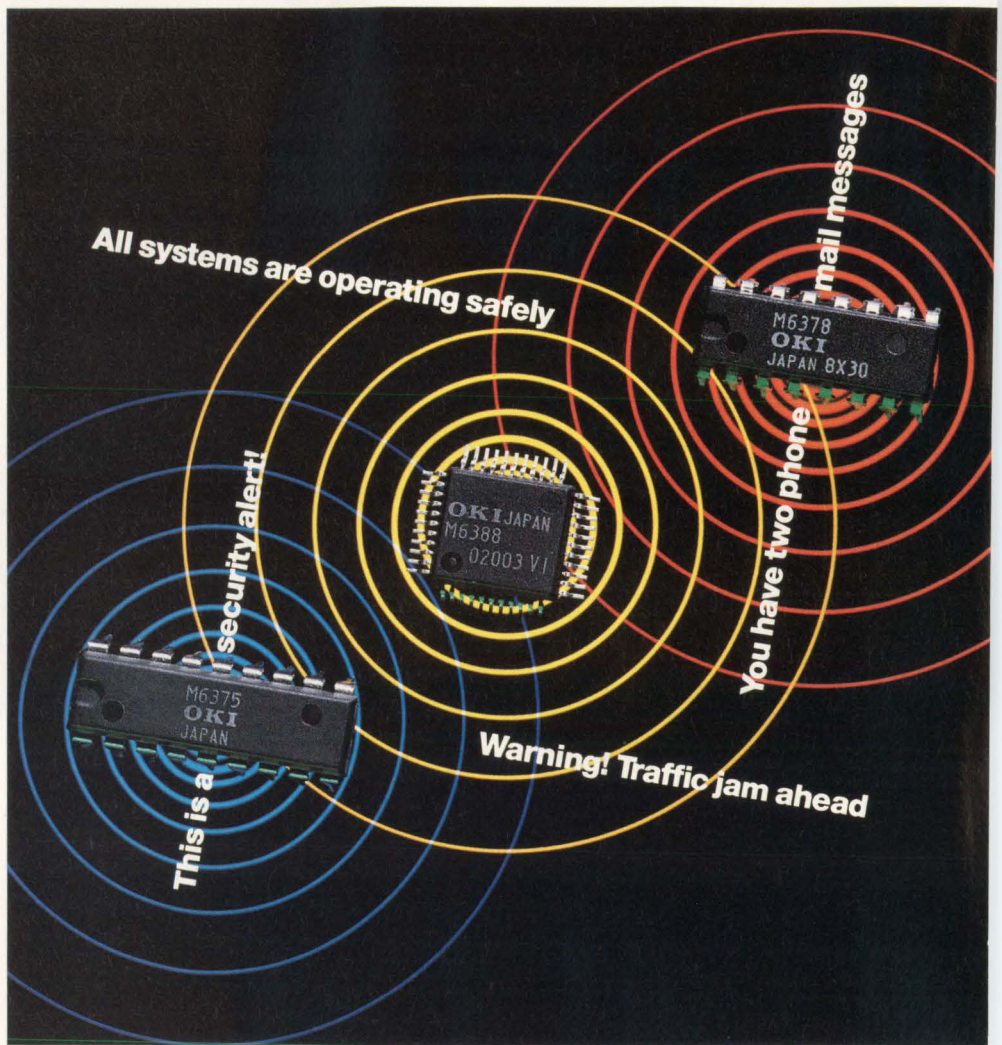 All systems are operating safely
mail messages
M6378
OKI
JAPAN 8X30
You have two phone
security alert!
OKI JAPAN
M6388
02003 V1
M6375
OKI
JAPAN
This is a
Warning! Traffic jam ahead